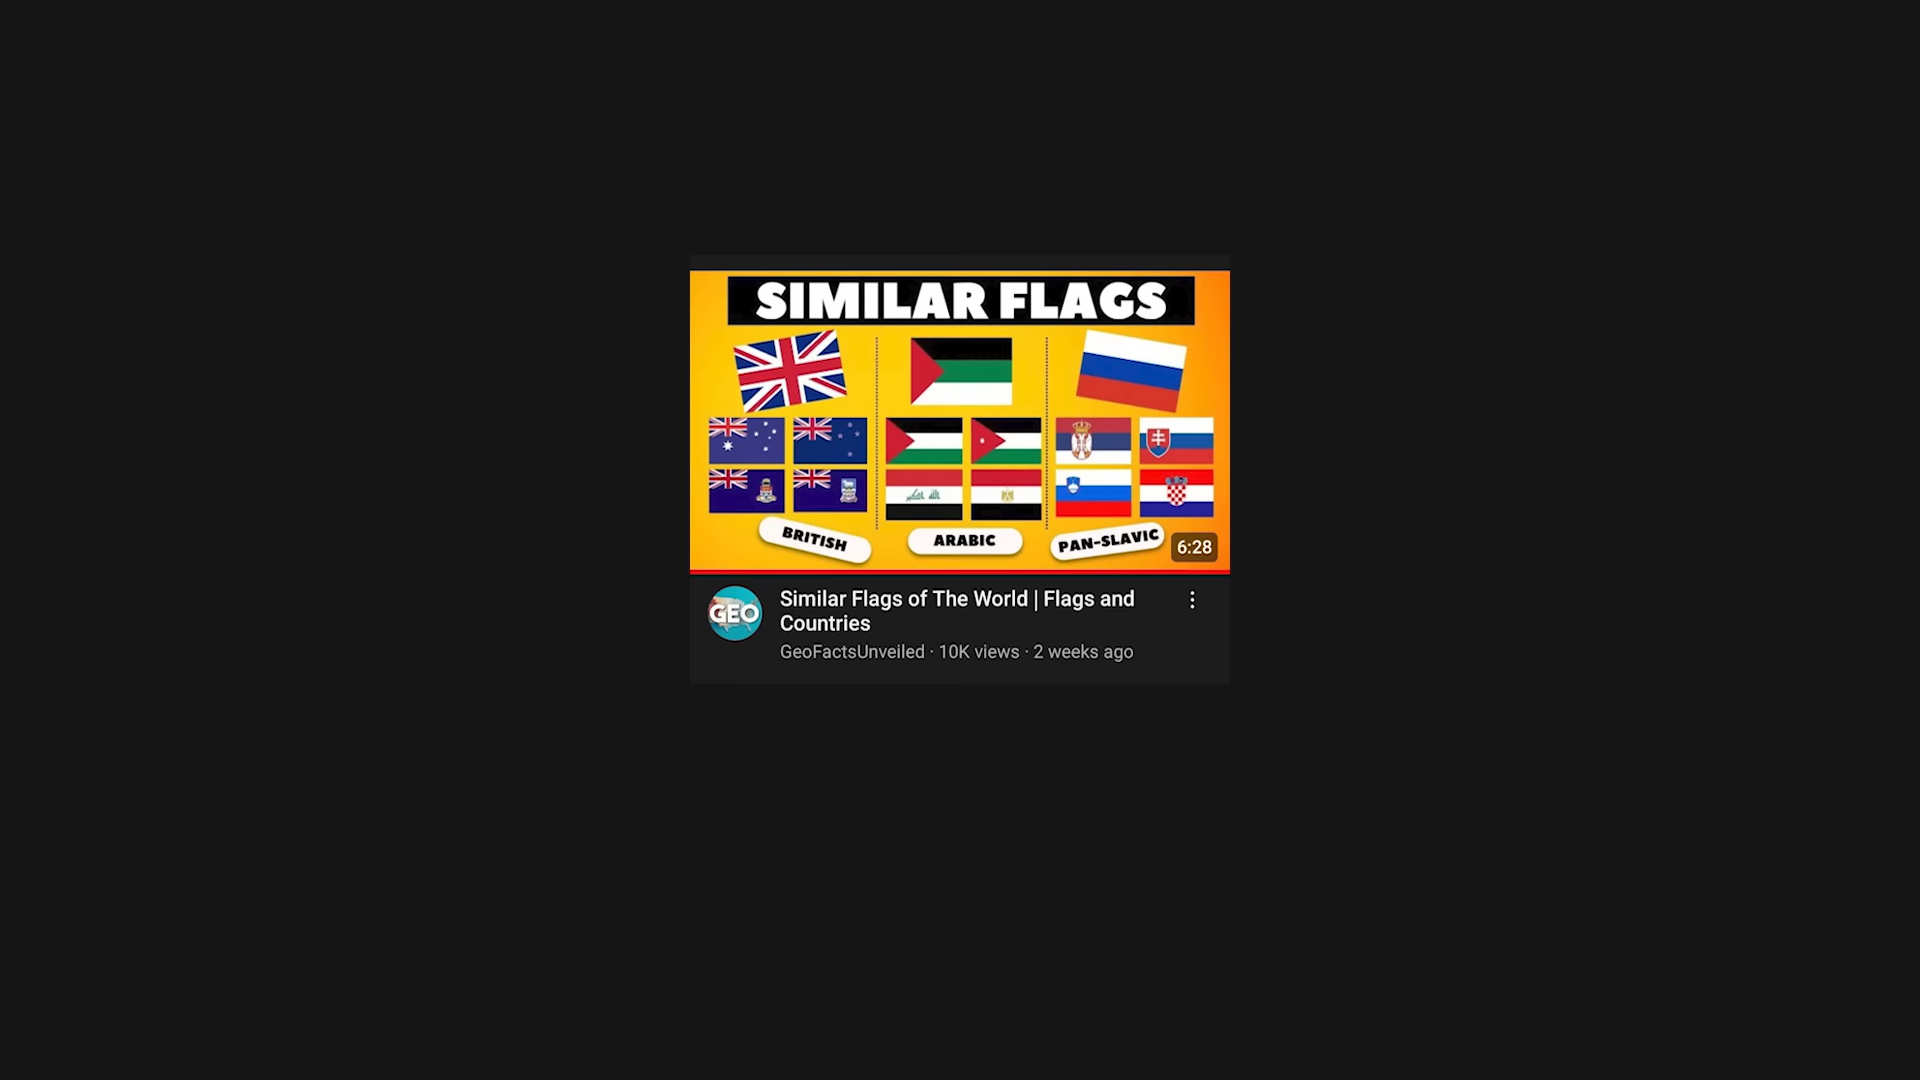 SIMILAR FLAGS
BRITISH
ARABIC
PAN-SLAVIC
6:28
GEO
Similar Flags of The World | Flags and
Countries
GeoFactsUnveiled · 10K views · 2 weeks ago